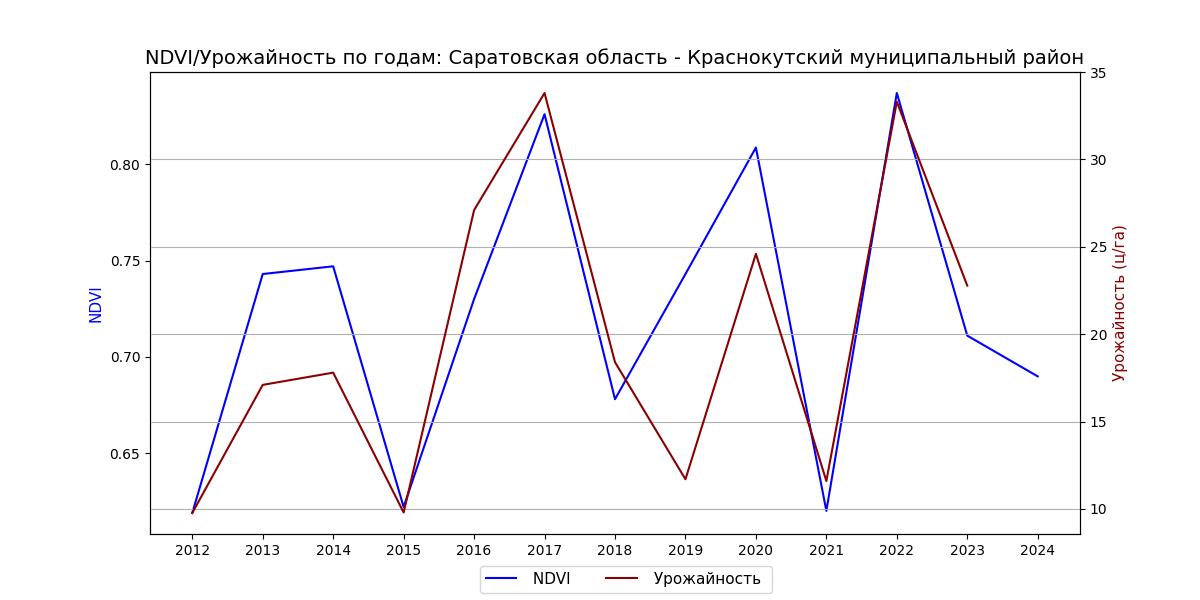 NDVI/Урожайность по годам: Саратовская область - Краснокутский муниципальный район
35
0.80
30
0.75
25
NDVI
Урожайность (ц/га)
0.70
20
15
0.65
10
2012 2013 2014 2015 2016 2017 2018 2019 2020 2021 2022 2023 2024
NDVI Урожайность